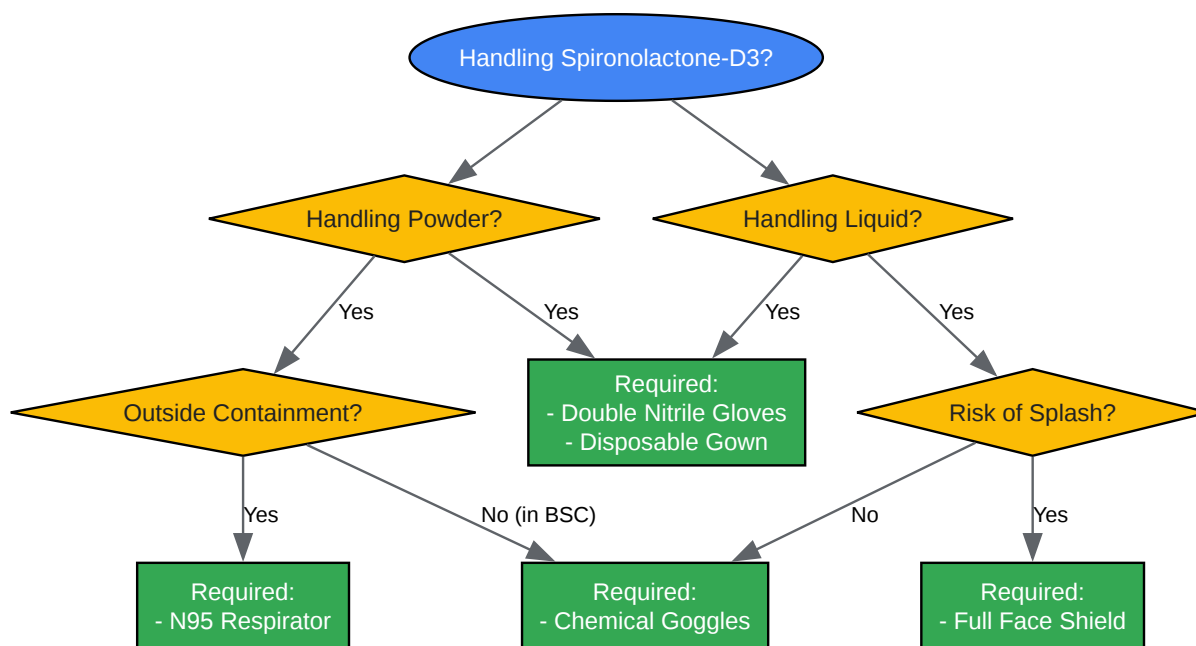 Handling Spironolactone-D3?
Handling Powder?
Handling Liquid?
Yes
Yes
Yes
Yes
Outside Containment?
Required:
- Double Nitrile Gloves
- Disposable Gown
Risk of Splash?
Yes
No (in BSC)
No
Yes
Required:
- N95 Respirator
Required:
- Chemical Goggles
Required:
- Full Face Shield